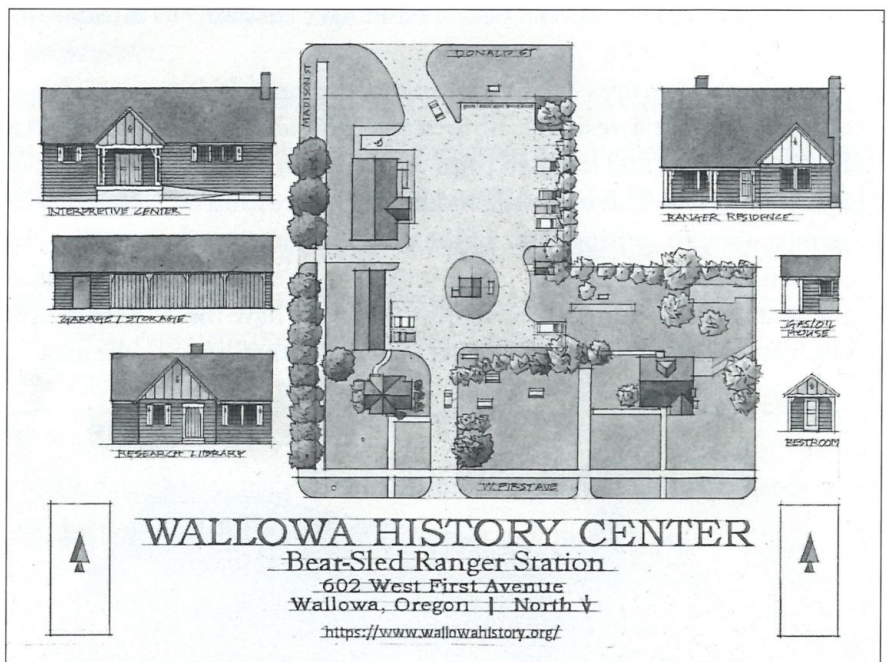 DONALD ST
MADISON ST
INTERPRETIVE CENTER
RANGER RESIDENCE
GARAGE / STORAGE
GAS/OIL
HOUSE
RESEARCH LIBRARY
RESTROOM
W. FIRST AVE
WALLOWA HISTORY CENTER
Bear-Sled Ranger Station
602 West First Avenue
Wallowa, Oregon | North
https://www.wallowahistory.org/